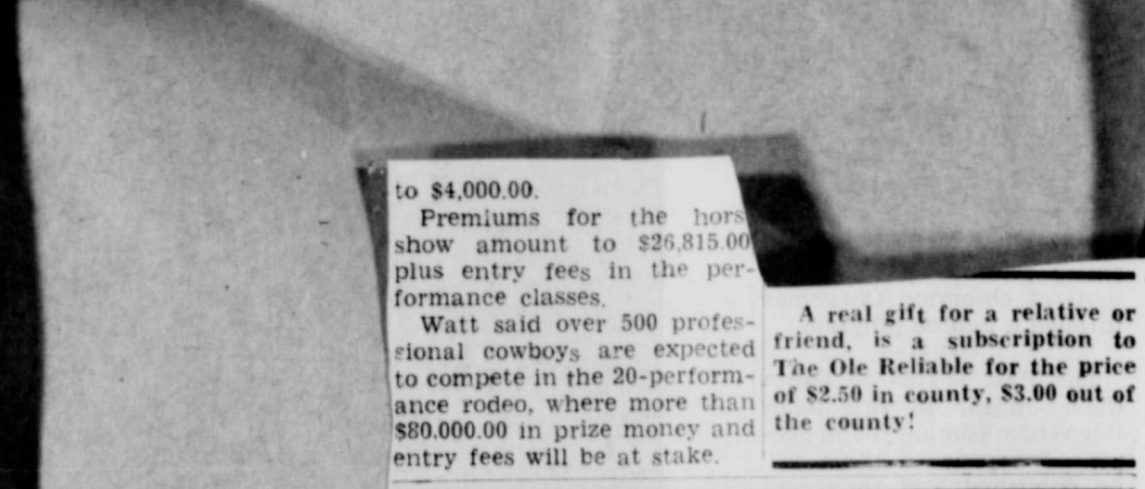 to $4,000.00.
Premiums for the hors
show amount to $26,815.00
plus entry fees in the per-
formance classes.
Watt said over 500 profes-
sional cowboys are expected
to compete in the 20-perform-
ance rodeo, where more than
$80,000.00 in prize money and
entry fees will be at stake.
A real gift for a relative or
friend, is a subscription to
The Ole Reliable for the price
of $2.50 in county, $3.00 out of
the county!